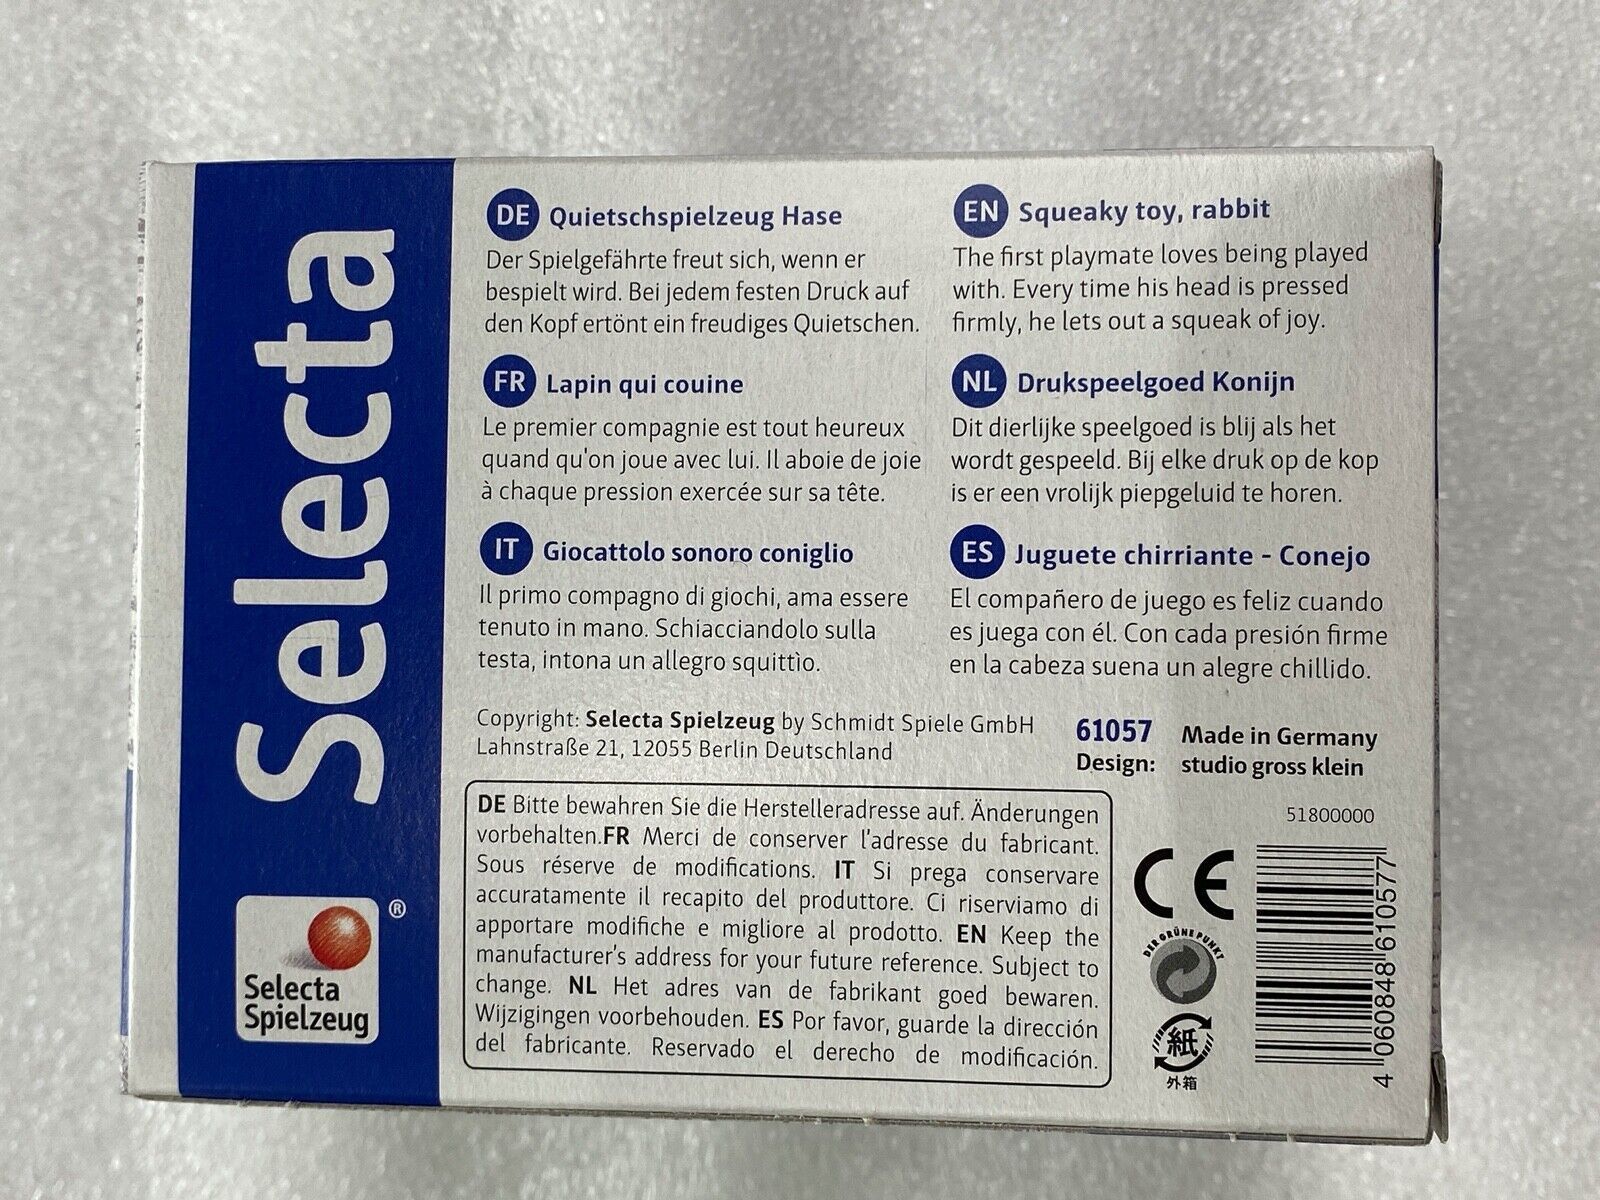 Selecta
Selecta
Spielzeug
®
DE Quietschspielzeug Hase
Der Spielgefährte freut sich, wenn er
bespielt wird. Bei jedem festen Druck auf
den Kopf ertönt ein freudiges Quietschen.
EN Squeaky toy, rabbit
The first playmate loves being played
with. Every time his head is pressed
firmly, he lets out a squeak of joy.
FR Lapin qui couine
Le premier compagnie est tout heureux
quand qu'on joue avec lui. Il aboie de joie
à chaque pression exercée sur sa tête.
NL Drukspeelgoed Konijn
Dit dierlijke speelgoed is blij als het
wordt gespeeld. Bij elke druk op de kop
is er een vrolijk piepgeluid te horen.
IT Giocattolo sonoro coniglio
Il primo compagno di giochi, ama essere
tenuto in mano. Schiacciandolo sulla
testa, intona un allegro squittìo.
ES Juguete chirriante - Conejo
El compañero de juego es feliz cuando
es juega con él. Con cada presión firme
en la cabeza suena un alegre chillido.
Copyright: Selecta Spielzeug by Schmidt Spiele GmbH
Lahnstraße 21, 12055 Berlin Deutschland
61057 Made in Germany
Design: studio gross klein
DE Bitte bewahren Sie die Herstelleradresse auf. Änderungen
vorbehalten.FR Merci de conserver l'adresse du fabricant.
Sous réserve de modifications. IT Si prega conservare
accuratamente il recapito del produttore. Ci riserviamo di
apportare modifiche e migliore al prodotto. EN Keep the
manufacturer's address for your future reference. Subject to
change. NL Het adres van de fabrikant goed bewaren.
Wijzigingen voorbehouden. ES Por favor, guarde la dirección
del fabricante. Reservado el derecho de modificación.
51800000
CE
DER GRÜNE PUNKT
紙
外箱
4 060848 610577